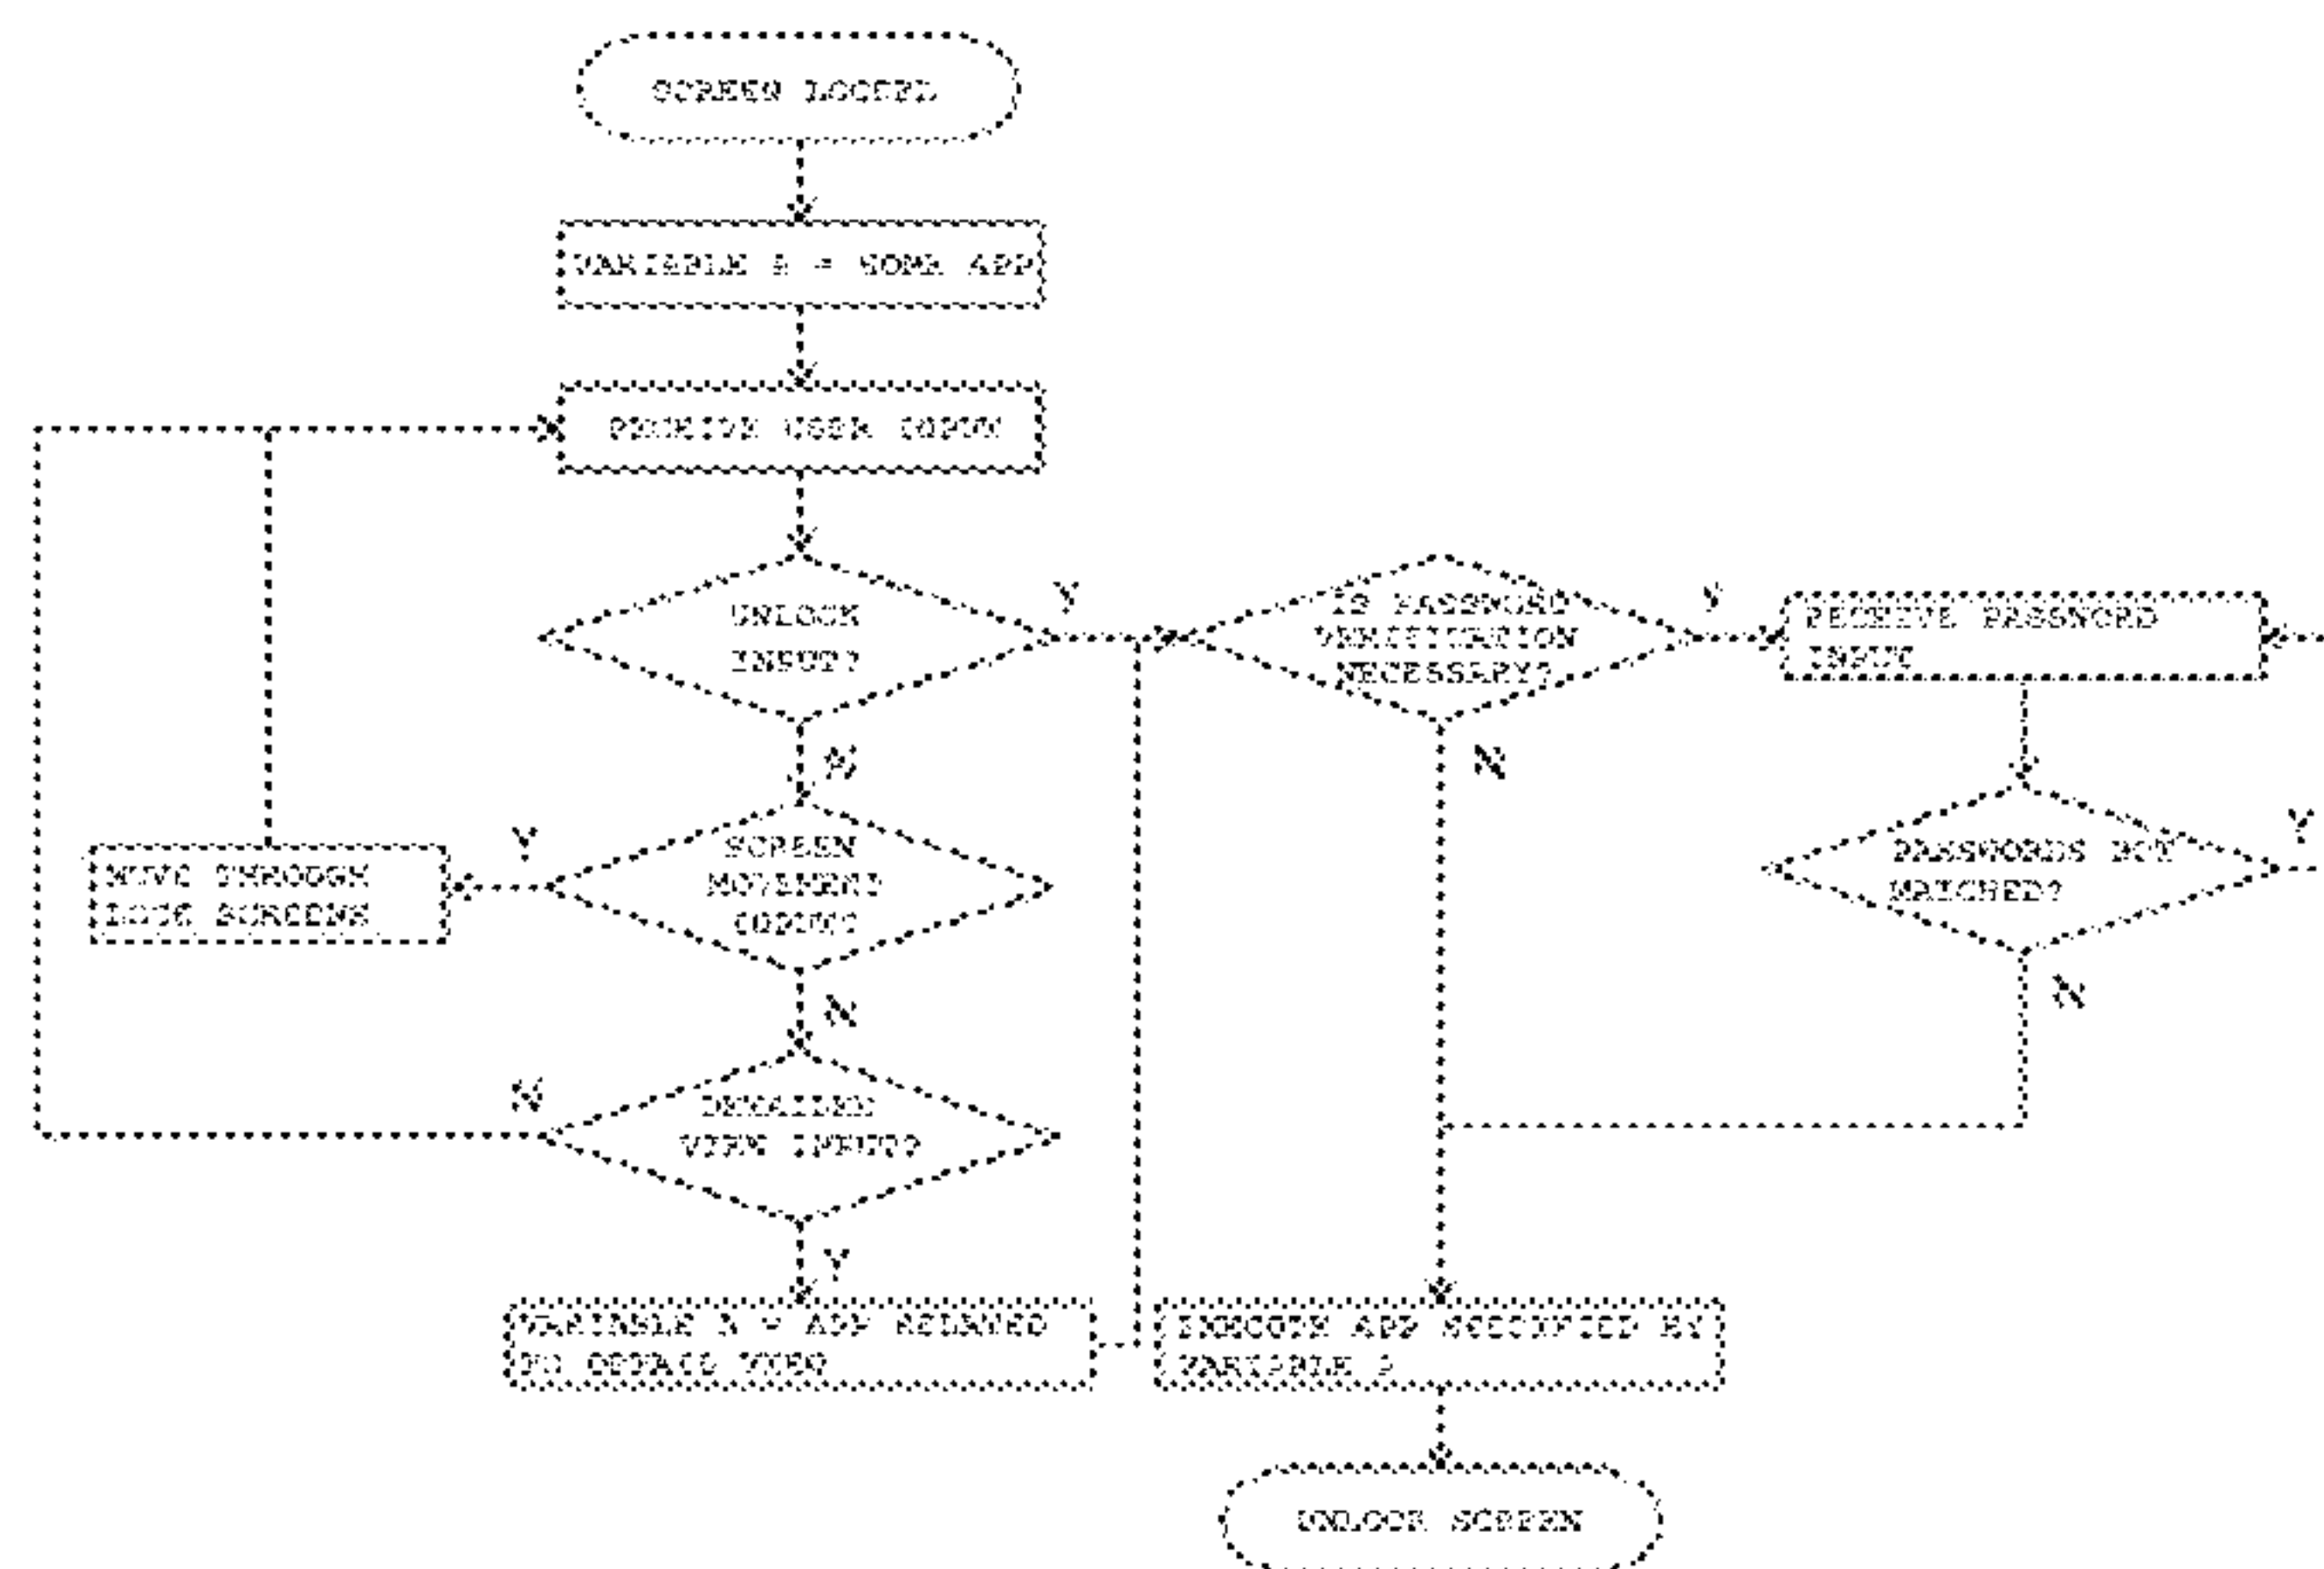 SCREEN LOCKED
VARIABLE A = HOME APP
RECEIVE USER INPUT
UNLOCK
INPUT?
Y
IS PASSWORD
VERIFICATION
NECESSARY?
Y
RECEIVE PASSWORD
INPUT
N
N
SCREEN
MOVEMENT
INPUT?
Y
MOVE THROUGH
LOCK SCREENS
PASSWORDS NOT
MATCHED?
Y
N
N
DETAILED
VIEW INPUT?
N
Y
VARIABLE A = APP RELATED
TO DETAIL VIEW
EXECUTE APP SPECIFIED BY
VARIABLE A
UNLOCK SCREEN